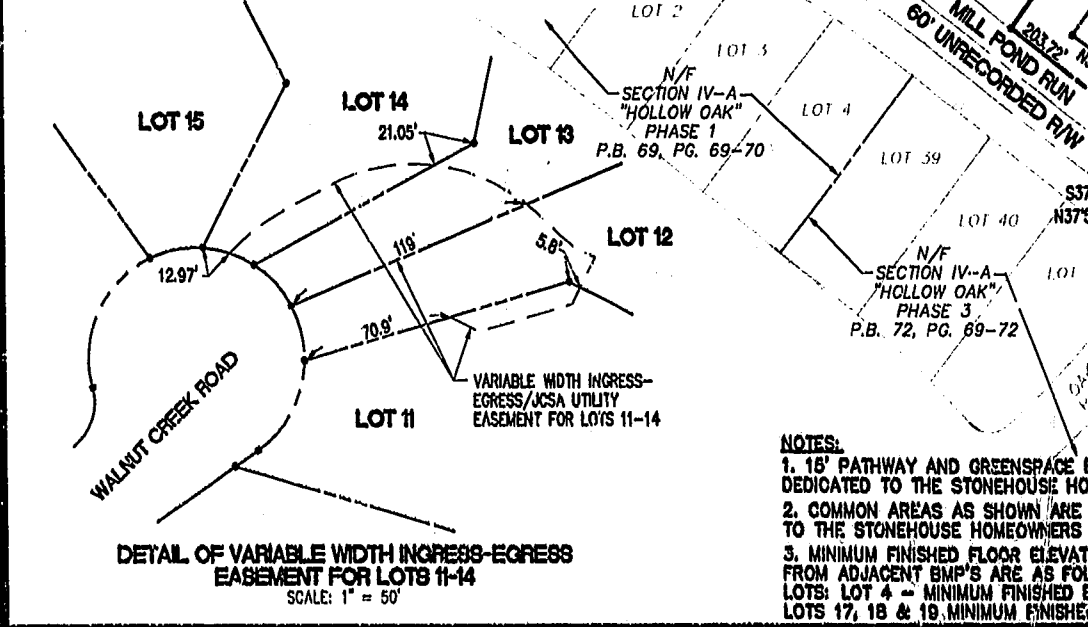 LOT 15
LOT 14
21.05'
LOT 13
LOT 12
12.97'
119'
5.8'
70.9'
WALNUT CREEK ROAD
LOT 11
VARIABLE WIDTH INGRESS-
EGRESS/JCSA UTILITY
EASEMENT FOR LOTS 11-14
DETAIL OF VARIABLE WIDTH INGRESS-EGRESS
EASEMENT FOR LOTS 11-14
SCALE: 1" = 50'
LOT 2
LOT 3
N/F
SECTION IV-A
"HOLLOW OAK"
PHASE 1
P.B. 69, PG. 69-70
LOT 4
LOT 39
LOT 40
LOT
203.72'
MILL POND RUN
60' UNRECORDED R/W
S37
N37°
N/F
SECTION IV-A
"HOLLOW OAK"
PHASE 3
P.B. 72, PG. 69-72
NOTES:
1. 15' PATHWAY AND GREENSPACE
DEDICATED TO THE STONEHOUSE HO
2. COMMON AREAS AS SHOWN ARE
TO THE STONEHOUSE HOMEOWNERS
3. MINIMUM FINISHED FLOOR ELEVAT
FROM ADJACENT BMP'S ARE AS FOL
LOTS: LOT 4 - MINIMUM FINISHED
LOTS 17, 18 & 19 MINIMUM FINISHE